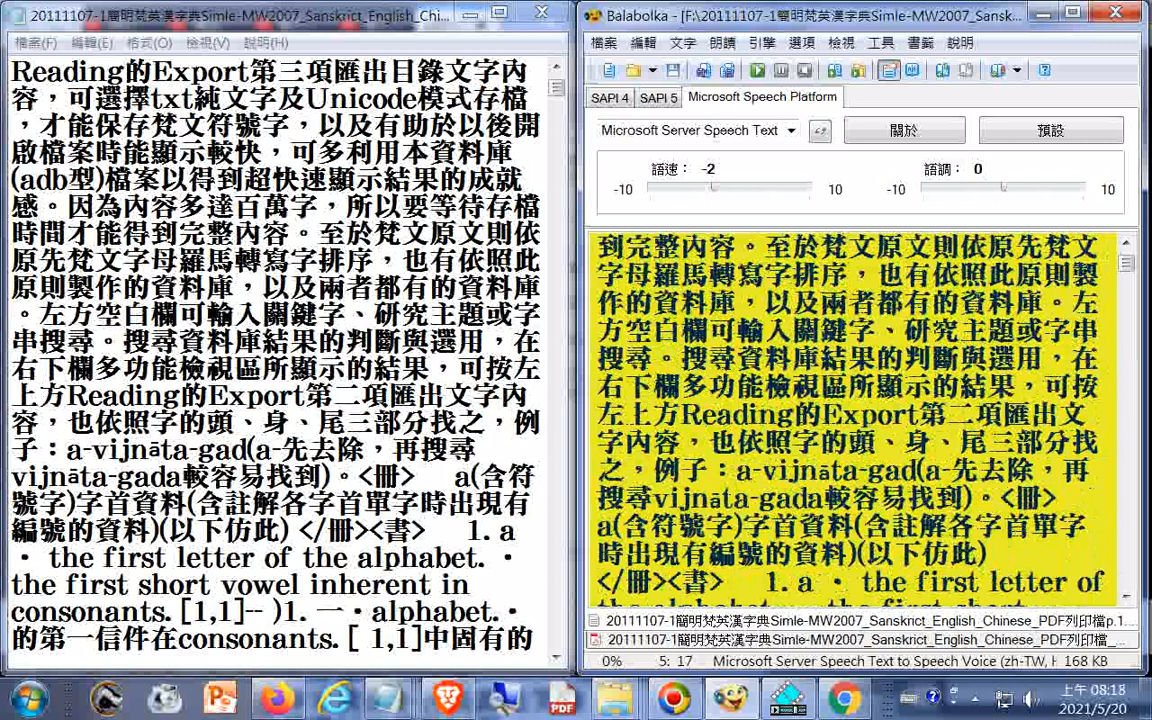 20111107-1簡明梵英漢字典Simle-MW2007_Sanskrict_English_Chi...
檔案(F) 編輯(E) 格式(O) 檢視(V) 說明(H)
Reading的Export第三項匯出目錄文字內
容，可選擇txt純文字及Unicode模式存檔
，才能保存梵文符號字，以及有助於以後開
啟檔案時能顯示較快，可多利用本資料庫
(adb型)檔案以得到超快速顯示結果的成就
感。因為內容多達百萬字，所以要等待存檔
時間才能得到完整內容。至於梵文原文則依
原先梵文字母羅馬轉寫字排序，也有依照此
原則製作的資料庫，以及兩者都有的資料庫
。左方空白欄可輸入關鍵字、研究主題或字
串搜尋。搜尋資料庫結果的判斷與選用，在
右下欄多功能檢視區所顯示的結果，可按左
上方Reading的Export第二項匯出文字內
容，也依照字的頭、身、尾三部分找之，例
子：a-vijnāta-gad(a-先去除，再搜尋
vijnāta-gada較容易找到)。<冊> a(含符
號字)字首資料(含註解各字首單字時出現有
編號的資料)(以下仿此) </冊><書> 1. a
· the first letter of the alphabet. ·
the first short vowel inherent in
consonants. [1,1]-- )1. 一·alphabet.·
的第一信件在consonants. [ 1,1]中固有的
Balabolka - [F:\20111107-1簡明梵英漢字典Simle-MW2007_Sansk...
檔案 編輯 文字 朗讀 引擎 選項 檢視 工具 書籤 說明
SAPI 4 SAPI 5 Microsoft Speech Platform
Microsoft Server Speech Text 關於 預設
語速： -2 語調： 0
-10 10 -10 10
到完整內容。至於梵文原文則依原先梵文
字母羅馬轉寫字排序，也有依照此原則製
作的資料庫，以及兩者都有的資料庫。左
方空白欄可輸入關鍵字、研究主題或字串
搜尋。搜尋資料庫結果的判斷與選用，在
右下欄多功能檢視區所顯示的結果，可按
左上方Reading的Export第二項匯出文
字內容，也依照字的頭、身、尾三部分找
之，例子：a-vijnāta-gad(a-先去除，再
搜尋vijnāta-gada較容易找到)。<冊>
a(含符號字)字首資料(含註解各字首單字
時出現有編號的資料)(以下仿此)
</冊><書> 1. a · the first letter of
20111107-1簡明梵英漢字典Simle-MW2007_Sanskrict_English_Chinese_PDF列印檔p.1...
20111107-1簡明梵英漢字典Simle-MW2007_Sanskrict_English_Chinese_PDF列印檔_...
0% 5: 17 Microsoft Server Speech Text to Speech Voice (zh-TW, H 168 KB
PDF
上午 08:18
2021/5/20